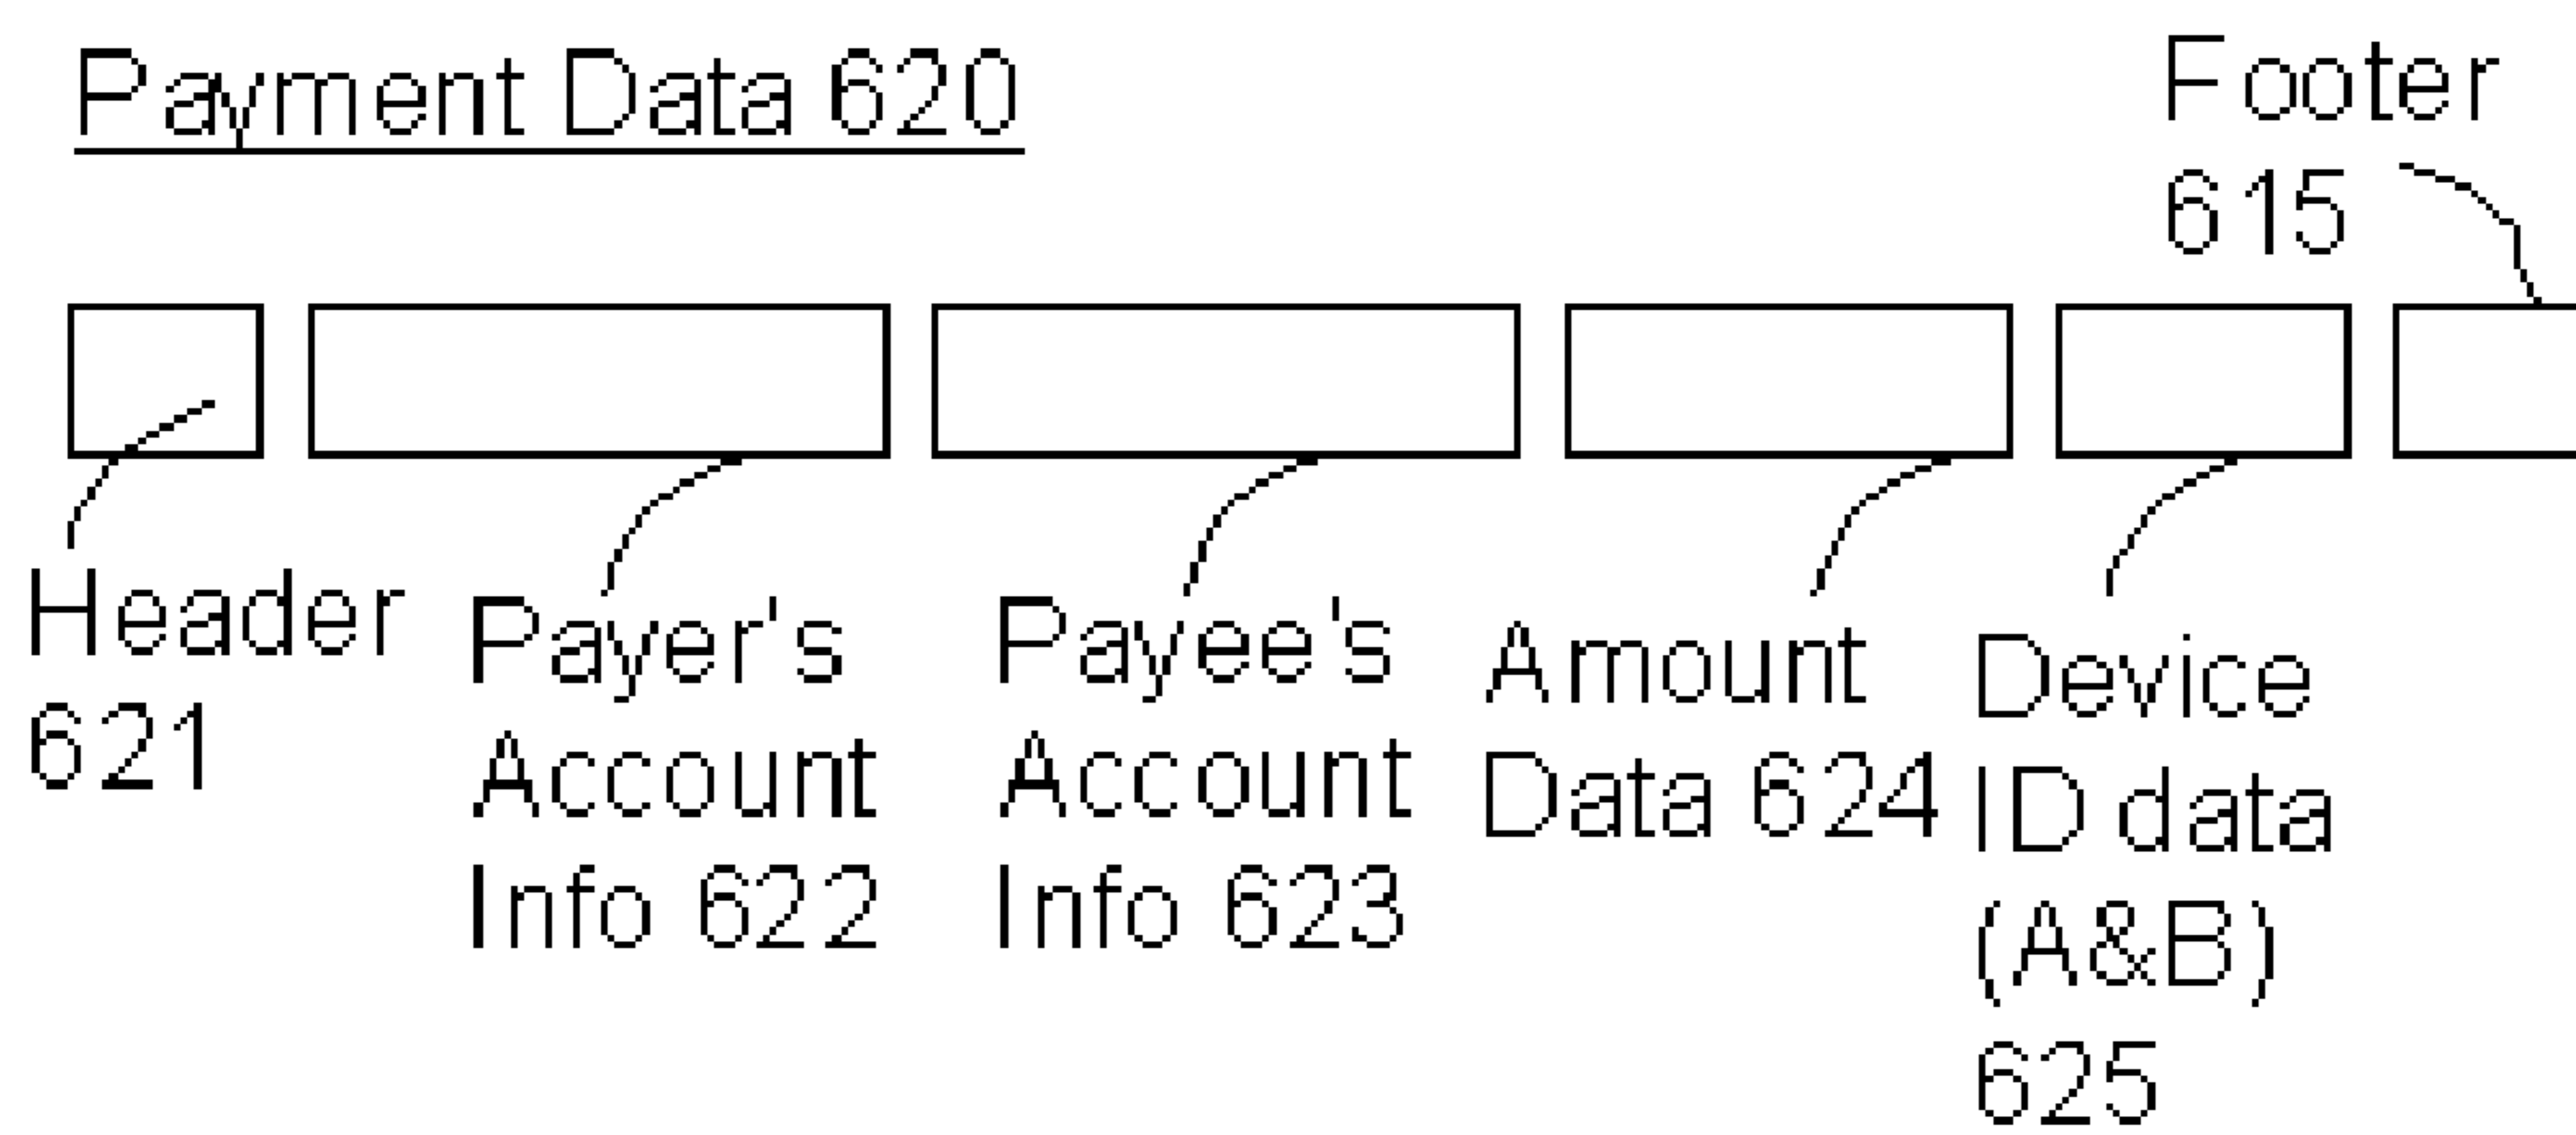 Payment Data 620
Footer
615
Header
621
Payer's
Account
Info 622
Payee's
Account
Info 623
Amount
Data 624
Device
ID data
(A&B)
625